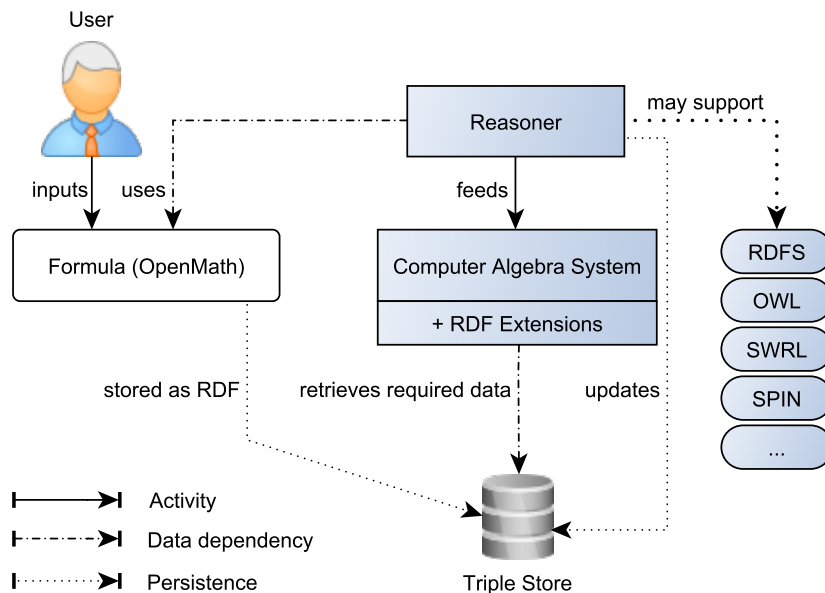 User
Reasoner
may support
inputs
uses
feeds
Formula (OpenMath)
Computer Algebra System
+ RDF Extensions
RDFS
OWL
SWRL
SPIN
...
stored as RDF
retrieves required data
updates
Activity
Data dependency
Persistence
Triple Store